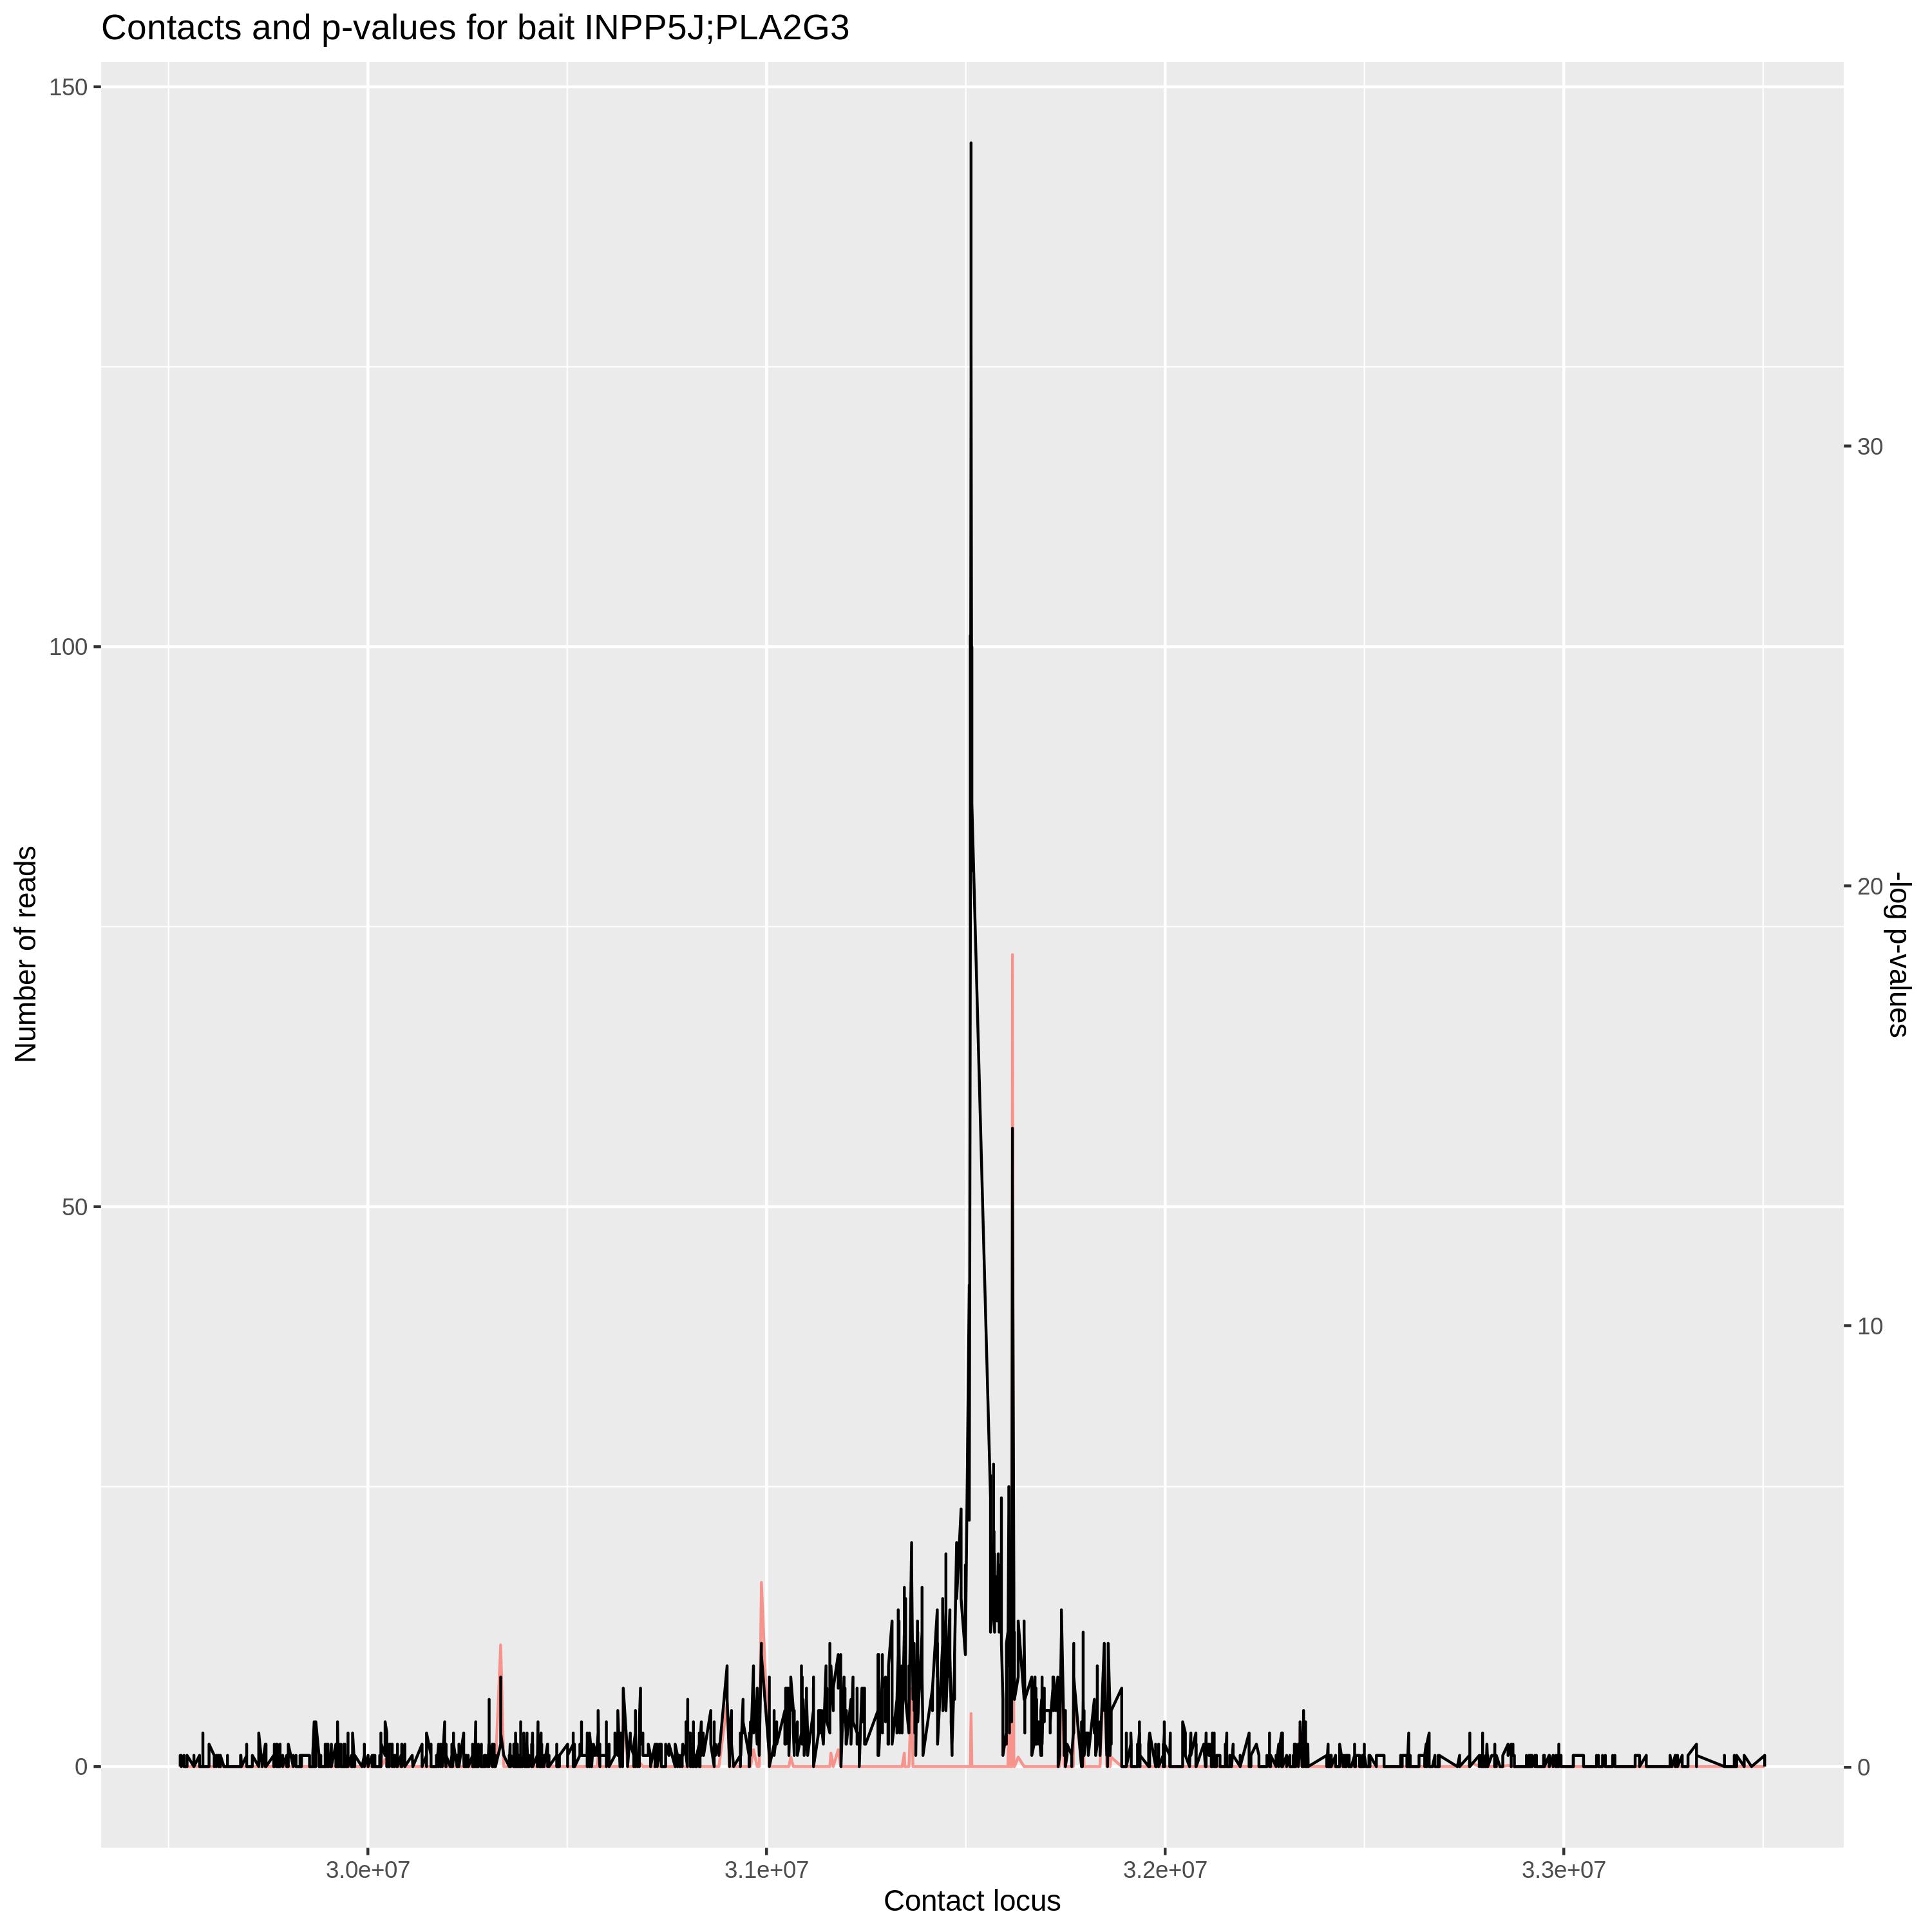 Contacts and p-values for bait INPP5J;PLA2G3
150
100
50
0
Number of reads
30
20
10
0
-log p-values
3.0e+07
3.1e+07
3.2e+07
3.3e+07
Contact locus